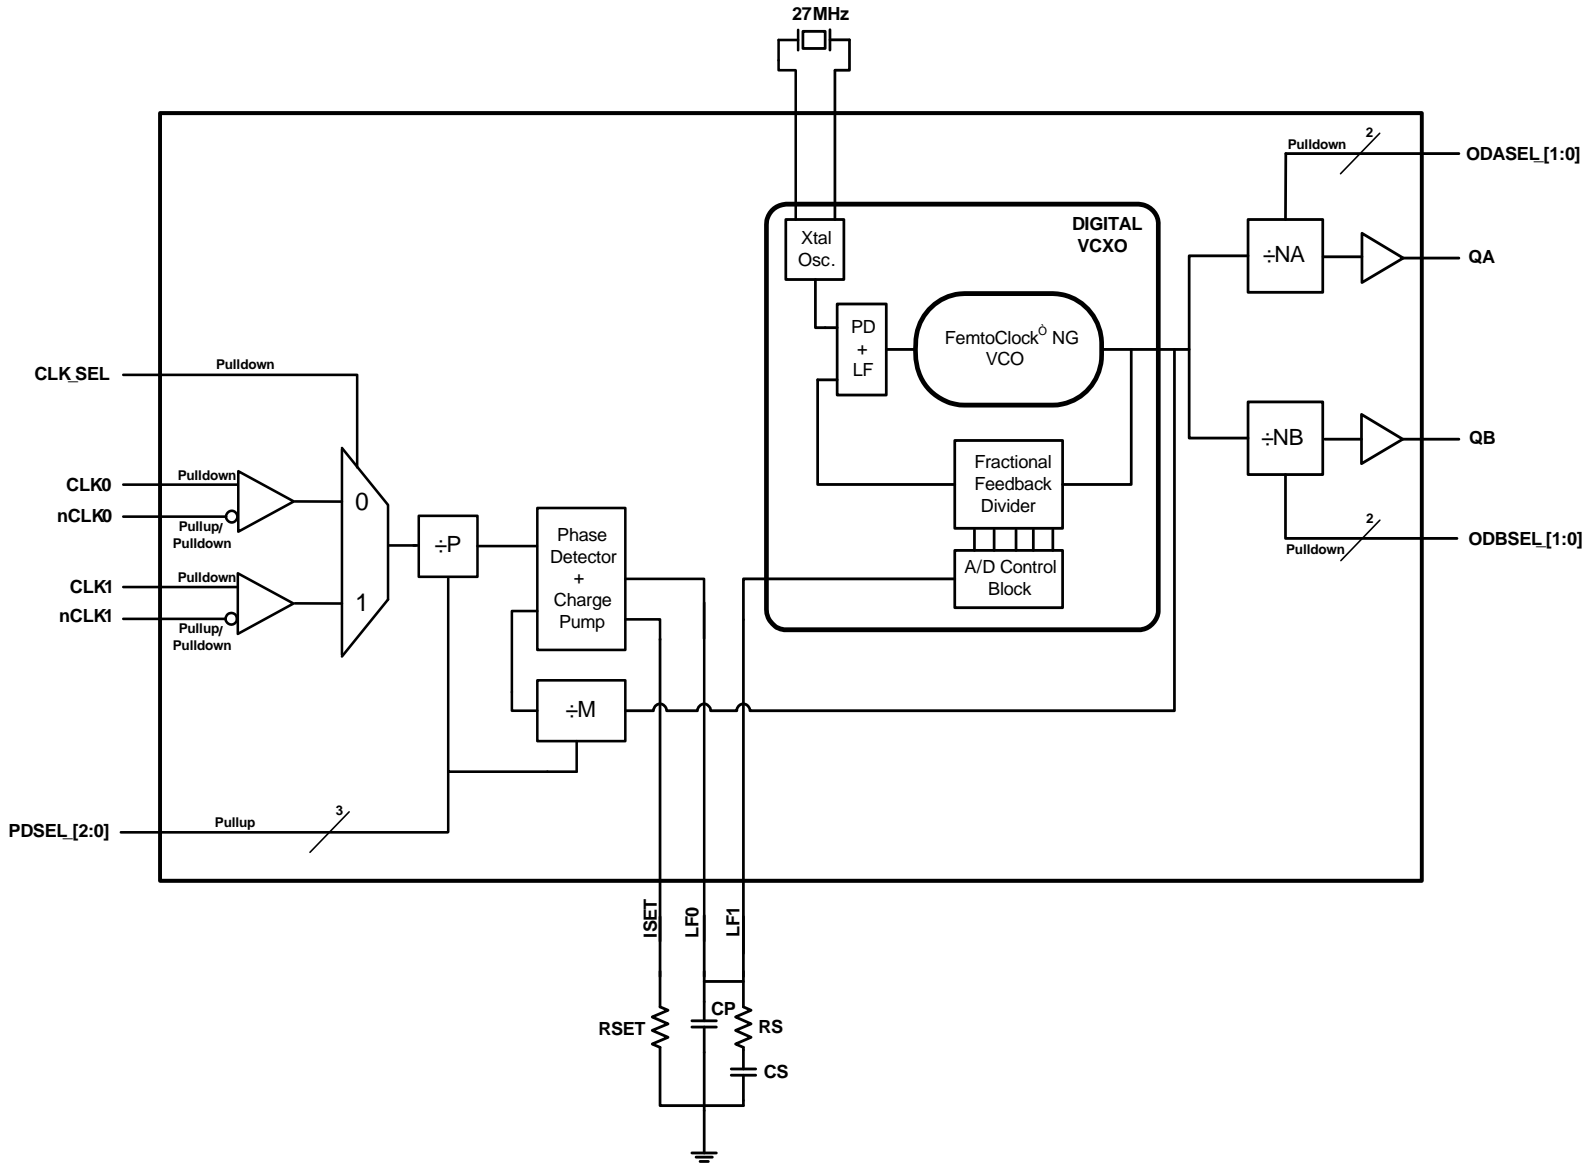 27MHz
2
Pulldown
ODASEL_[1:0]
DIGITAL
VCXO
Xtal
Osc.
÷NA
QA
PD
+
LF
FemtoClockÒ NG
VCO
CLK_SEL
Pulldown
÷NB
QB
Fractional
Feedback
Divider
CLK0
Pulldown
nCLK0
Pullup/
Pulldown
0
÷P
Phase
Detector
+
Charge
Pump
2
Pulldown
ODBSEL_[1:0]
A/D Control
Block
CLK1
Pulldown
nCLK1
Pullup/
Pulldown
1
÷M
PDSEL_[2:0]
Pullup
3
ISET
LF0
LF1
RSET
CP
RS
CS